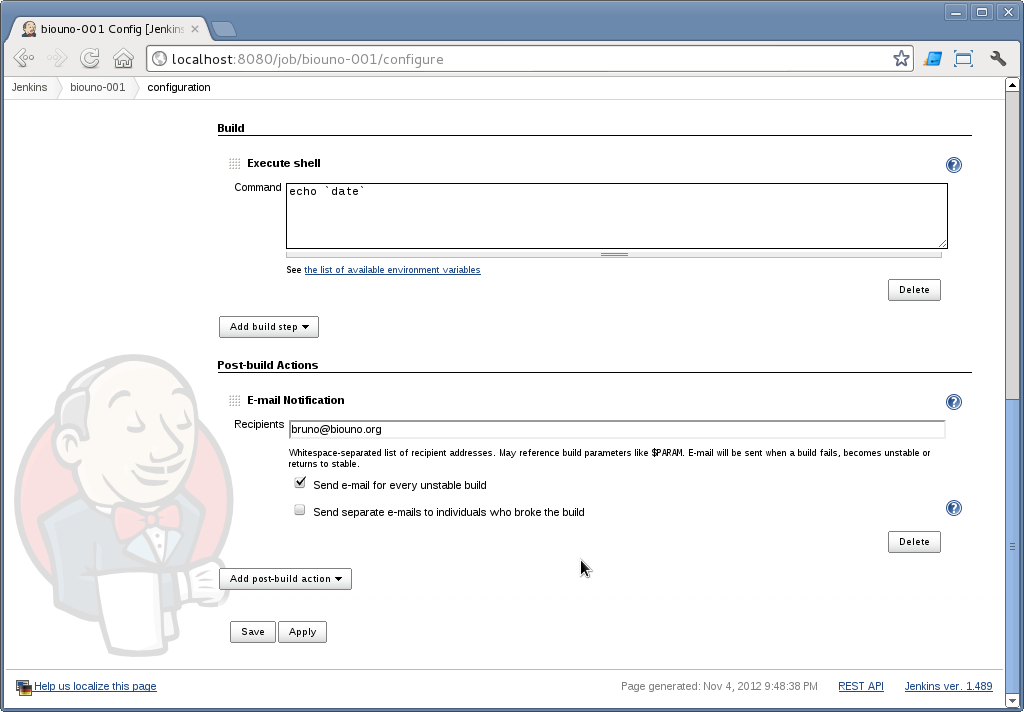 biouno-001 Config [Jenkins
localhost:8080/job/biouno-001/configure
Jenkins biouno-001 configuration
Build
Execute shell
Command
echo `date`
See the list of available environment variables
Delete
Add build step
Post-build Actions
E-mail Notification
Recipients
bruno@biouno.org
Whitespace-separated list of recipient addresses. May reference build parameters like $PARAM. E-mail will be sent when a build fails, becomes unstable or
returns to stable.
Send e-mail for every unstable build
Send separate e-mails to individuals who broke the build
Delete
Add post-build action
Save Apply
Help us localize this page Page generated: Nov 4, 2012 9:48:38 PM REST API Jenkins ver. 1.489